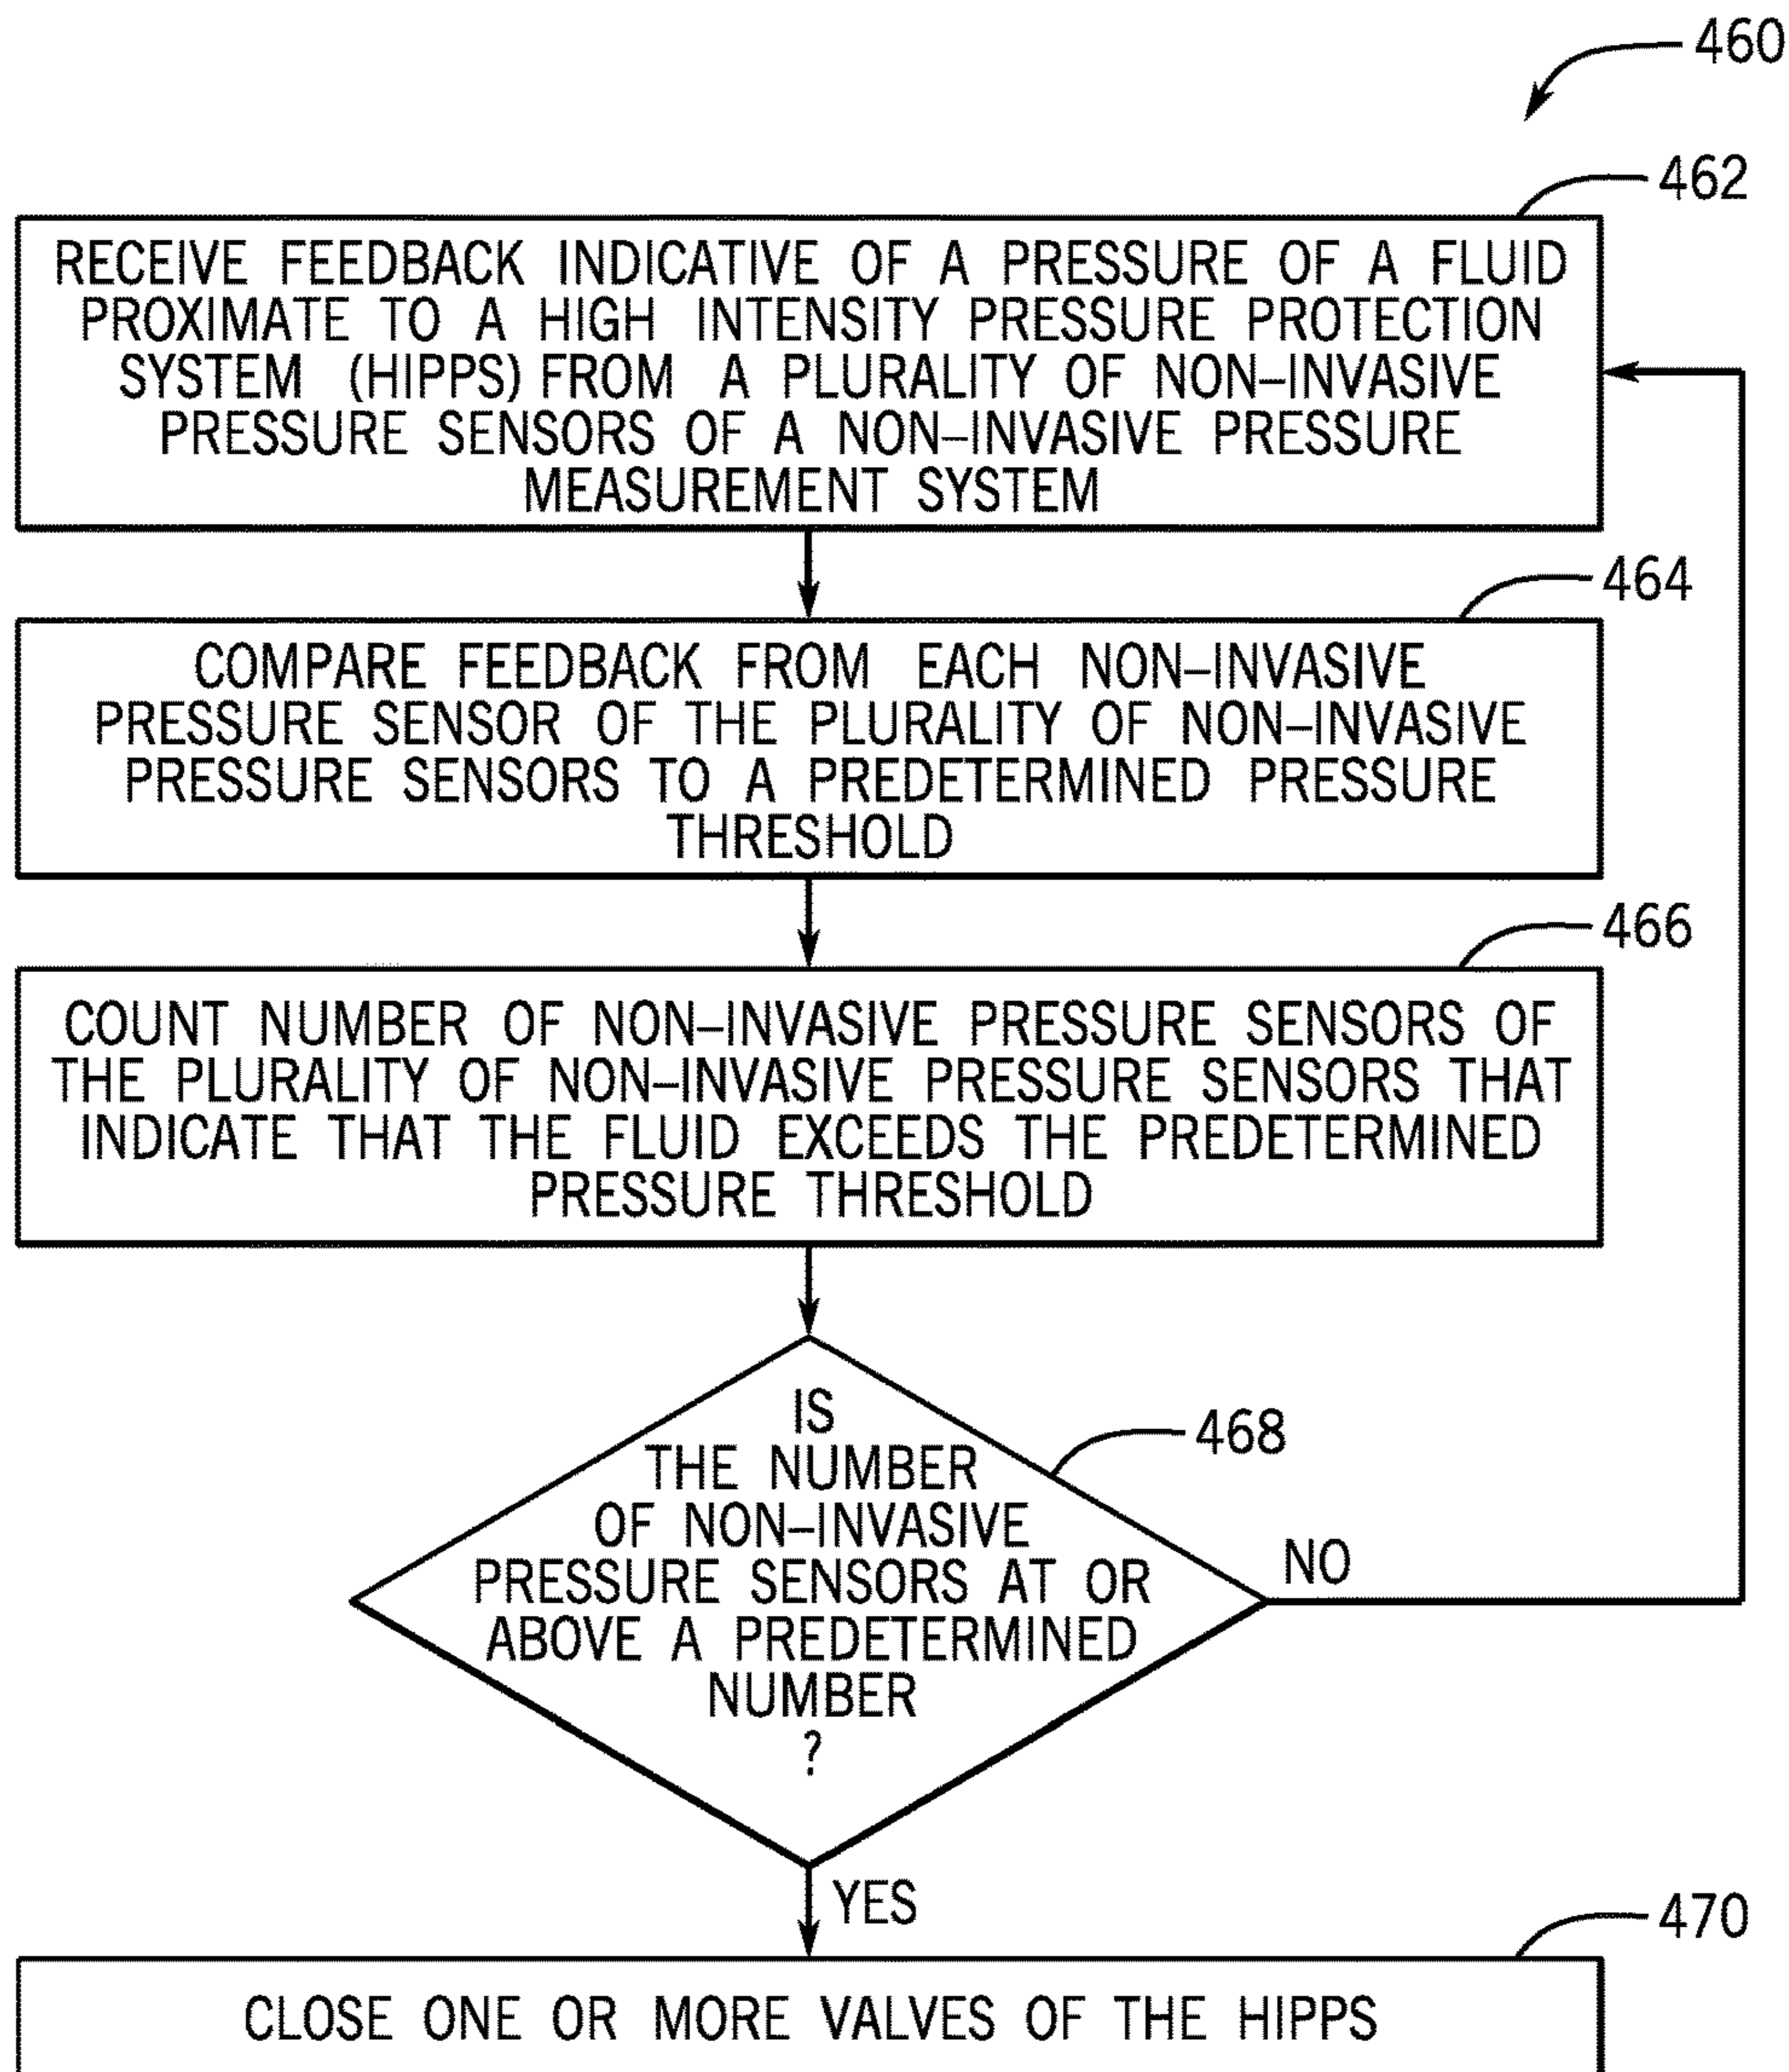 460
462
RECEIVE FEEDBACK INDICATIVE OF A PRESSURE OF A FLUID
PROXIMATE TO A HIGH INTENSITY PRESSURE PROTECTION
SYSTEM (HIPPS) FROM A PLURALITY OF NON–INVASIVE
PRESSURE SENSORS OF A NON–INVASIVE PRESSURE
MEASUREMENT SYSTEM
464
COMPARE FEEDBACK FROM EACH NON–INVASIVE
PRESSURE SENSOR OF THE PLURALITY OF NON–INVASIVE
PRESSURE SENSORS TO A PREDETERMINED PRESSURE
THRESHOLD
466
COUNT NUMBER OF NON–INVASIVE PRESSURE SENSORS OF
THE PLURALITY OF NON–INVASIVE PRESSURE SENSORS THAT
INDICATE THAT THE FLUID EXCEEDS THE PREDETERMINED
PRESSURE THRESHOLD
468
IS
THE NUMBER
OF NON–INVASIVE
PRESSURE SENSORS AT OR
ABOVE A PREDETERMINED
NUMBER
?
NO
YES
470
CLOSE ONE OR MORE VALVES OF THE HIPPS